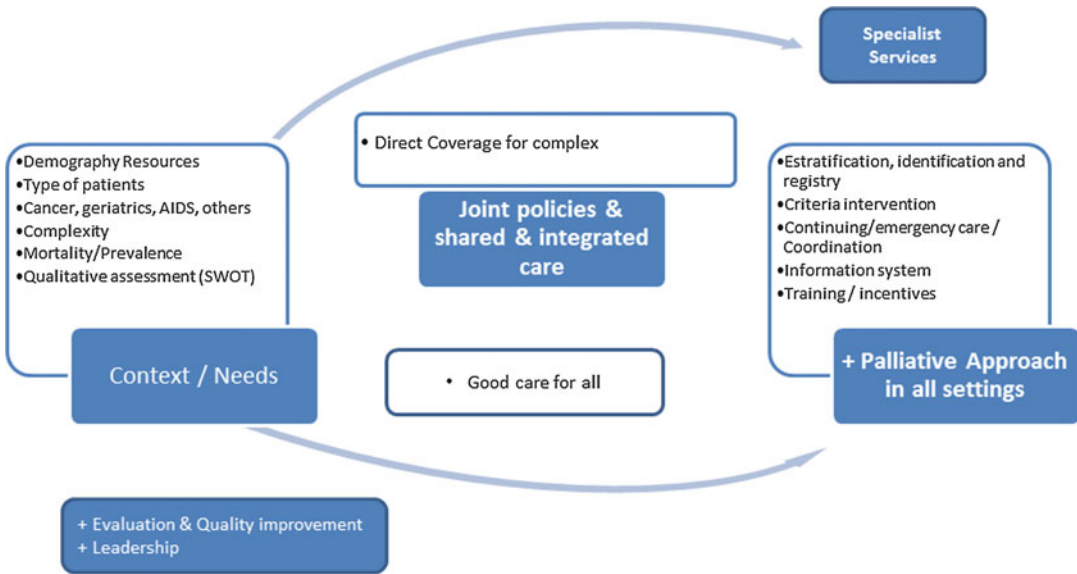 Specialist
Services
• Direct Coverage for complex
•Demography Resources
•Type of patients
•Cancer, geriatrics, AIDS, others
•Complexity
•Mortality/Prevalence
•Qualitative assessment (SWOT)
Context / Needs
Joint policies &
shared & integrated
care
• Good care for all
•Estratification, identification and
registry
•Criteria intervention
•Continuing/emergency care /
Coordination
•Information system
•Training / incentives
+ Palliative Approach
in all settings
+ Evaluation & Quality improvement
+ Leadership